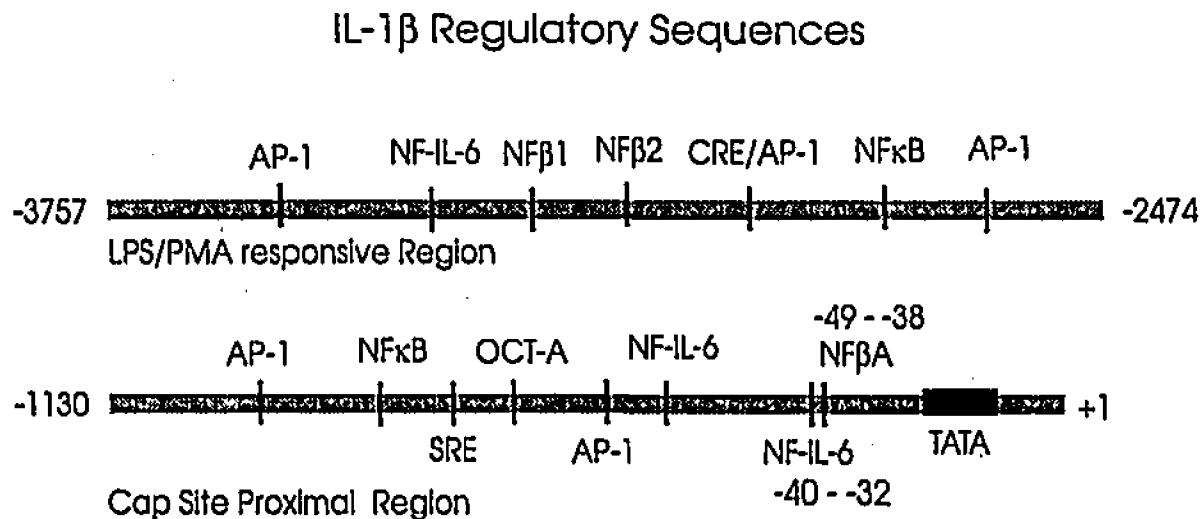 IL-1β Regulatory Sequences
AP-1 NF-IL-6 NFβ1 NFβ2 CRE/AP-1 NFκB AP-1
-3757 -2474
LPS/PMA responsive Region
-49 - -38
AP-1 NFκB OCT-A NF-IL-6 NFβA
-1130 +1
SRE AP-1 NF-IL-6 TATA
-40 - -32
Cap Site Proximal Region